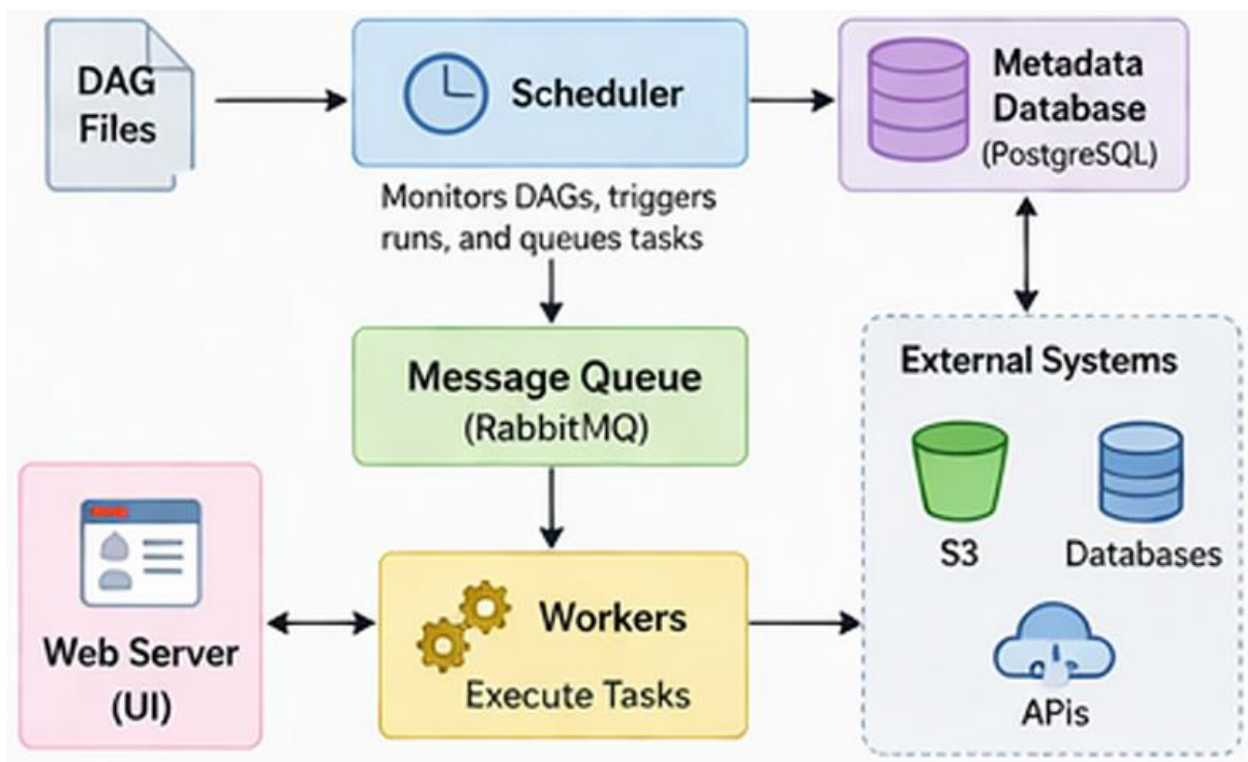 DAG
Files
Scheduler
Metadata
Database
(PostgreSQL)
Monitors DAGs, triggers
runs, and queues tasks
Message Queue
(RabbitMQ)
External Systems
S3
Databases
Web Server
(UI)
Workers
Execute Tasks
APis